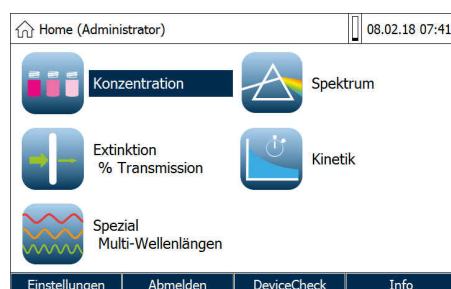 Home (Administrator)
08.02.18 07:41
Konzentration
Spektrum
Extinktion
% Transmission
Kinetik
Spezial
Multi-Wellenlängen
Einstellungen
Abmelden
DeviceCheck
Info